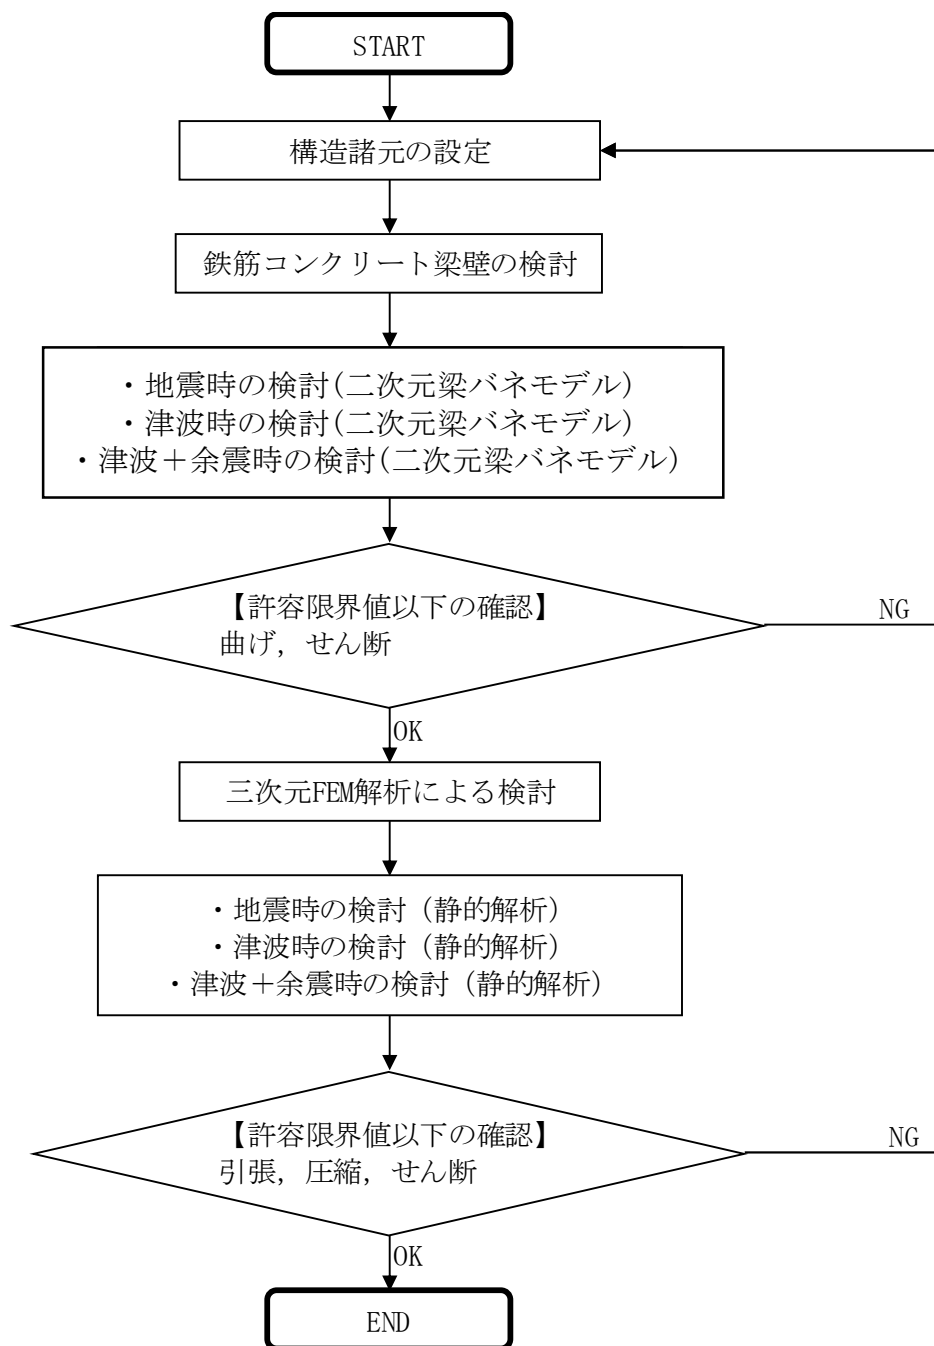 START
構造諸元の設定
鉄筋コンクリート梁壁の検討
・地震時の検討(二次元梁バネモデル)
・津波時の検討(二次元梁バネモデル)
・津波＋余震時の検討(二次元梁バネモデル)
【許容限界値以下の確認】
曲げ，せん断
NG
OK
三次元FEM解析による検討
・地震時の検討（静的解析）
・津波時の検討（静的解析）
・津波＋余震時の検討（静的解析）
【許容限界値以下の確認】
引張，圧縮，せん断
NG
OK
END